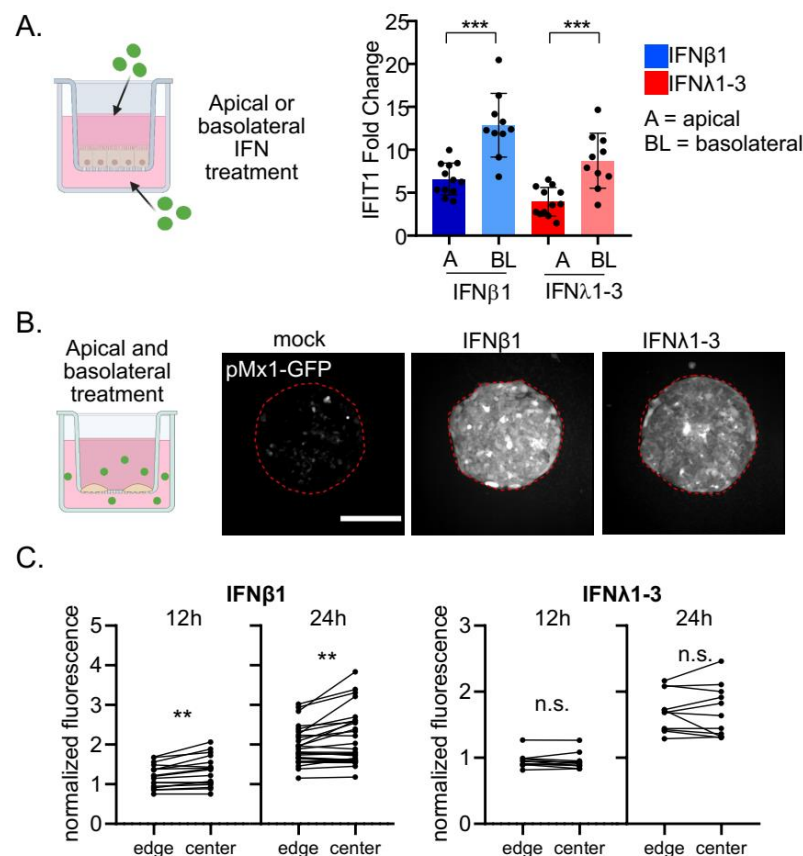 A.
Apical or
basolateral
IFN
treatment
IFIT1 Fold Change
25
20
15
10
5
0
***
***
A
BL
A
BL
IFNβ1
IFNλ1-3
IFNβ1
IFNλ1-3
A = apical
BL = basolateral
B.
Apical and
basolateral
treatment
mock
IFNβ1
IFNλ1-3
pMx1-GFP
C.
IFNβ1
12h
24h
normalized fluorescence
5
4
3
2
1
0
**
**
edge center
edge center
IFNλ1-3
12h
24h
normalized fluorescence
3
2
1
0
n.s.
n.s.
edge center
edge center